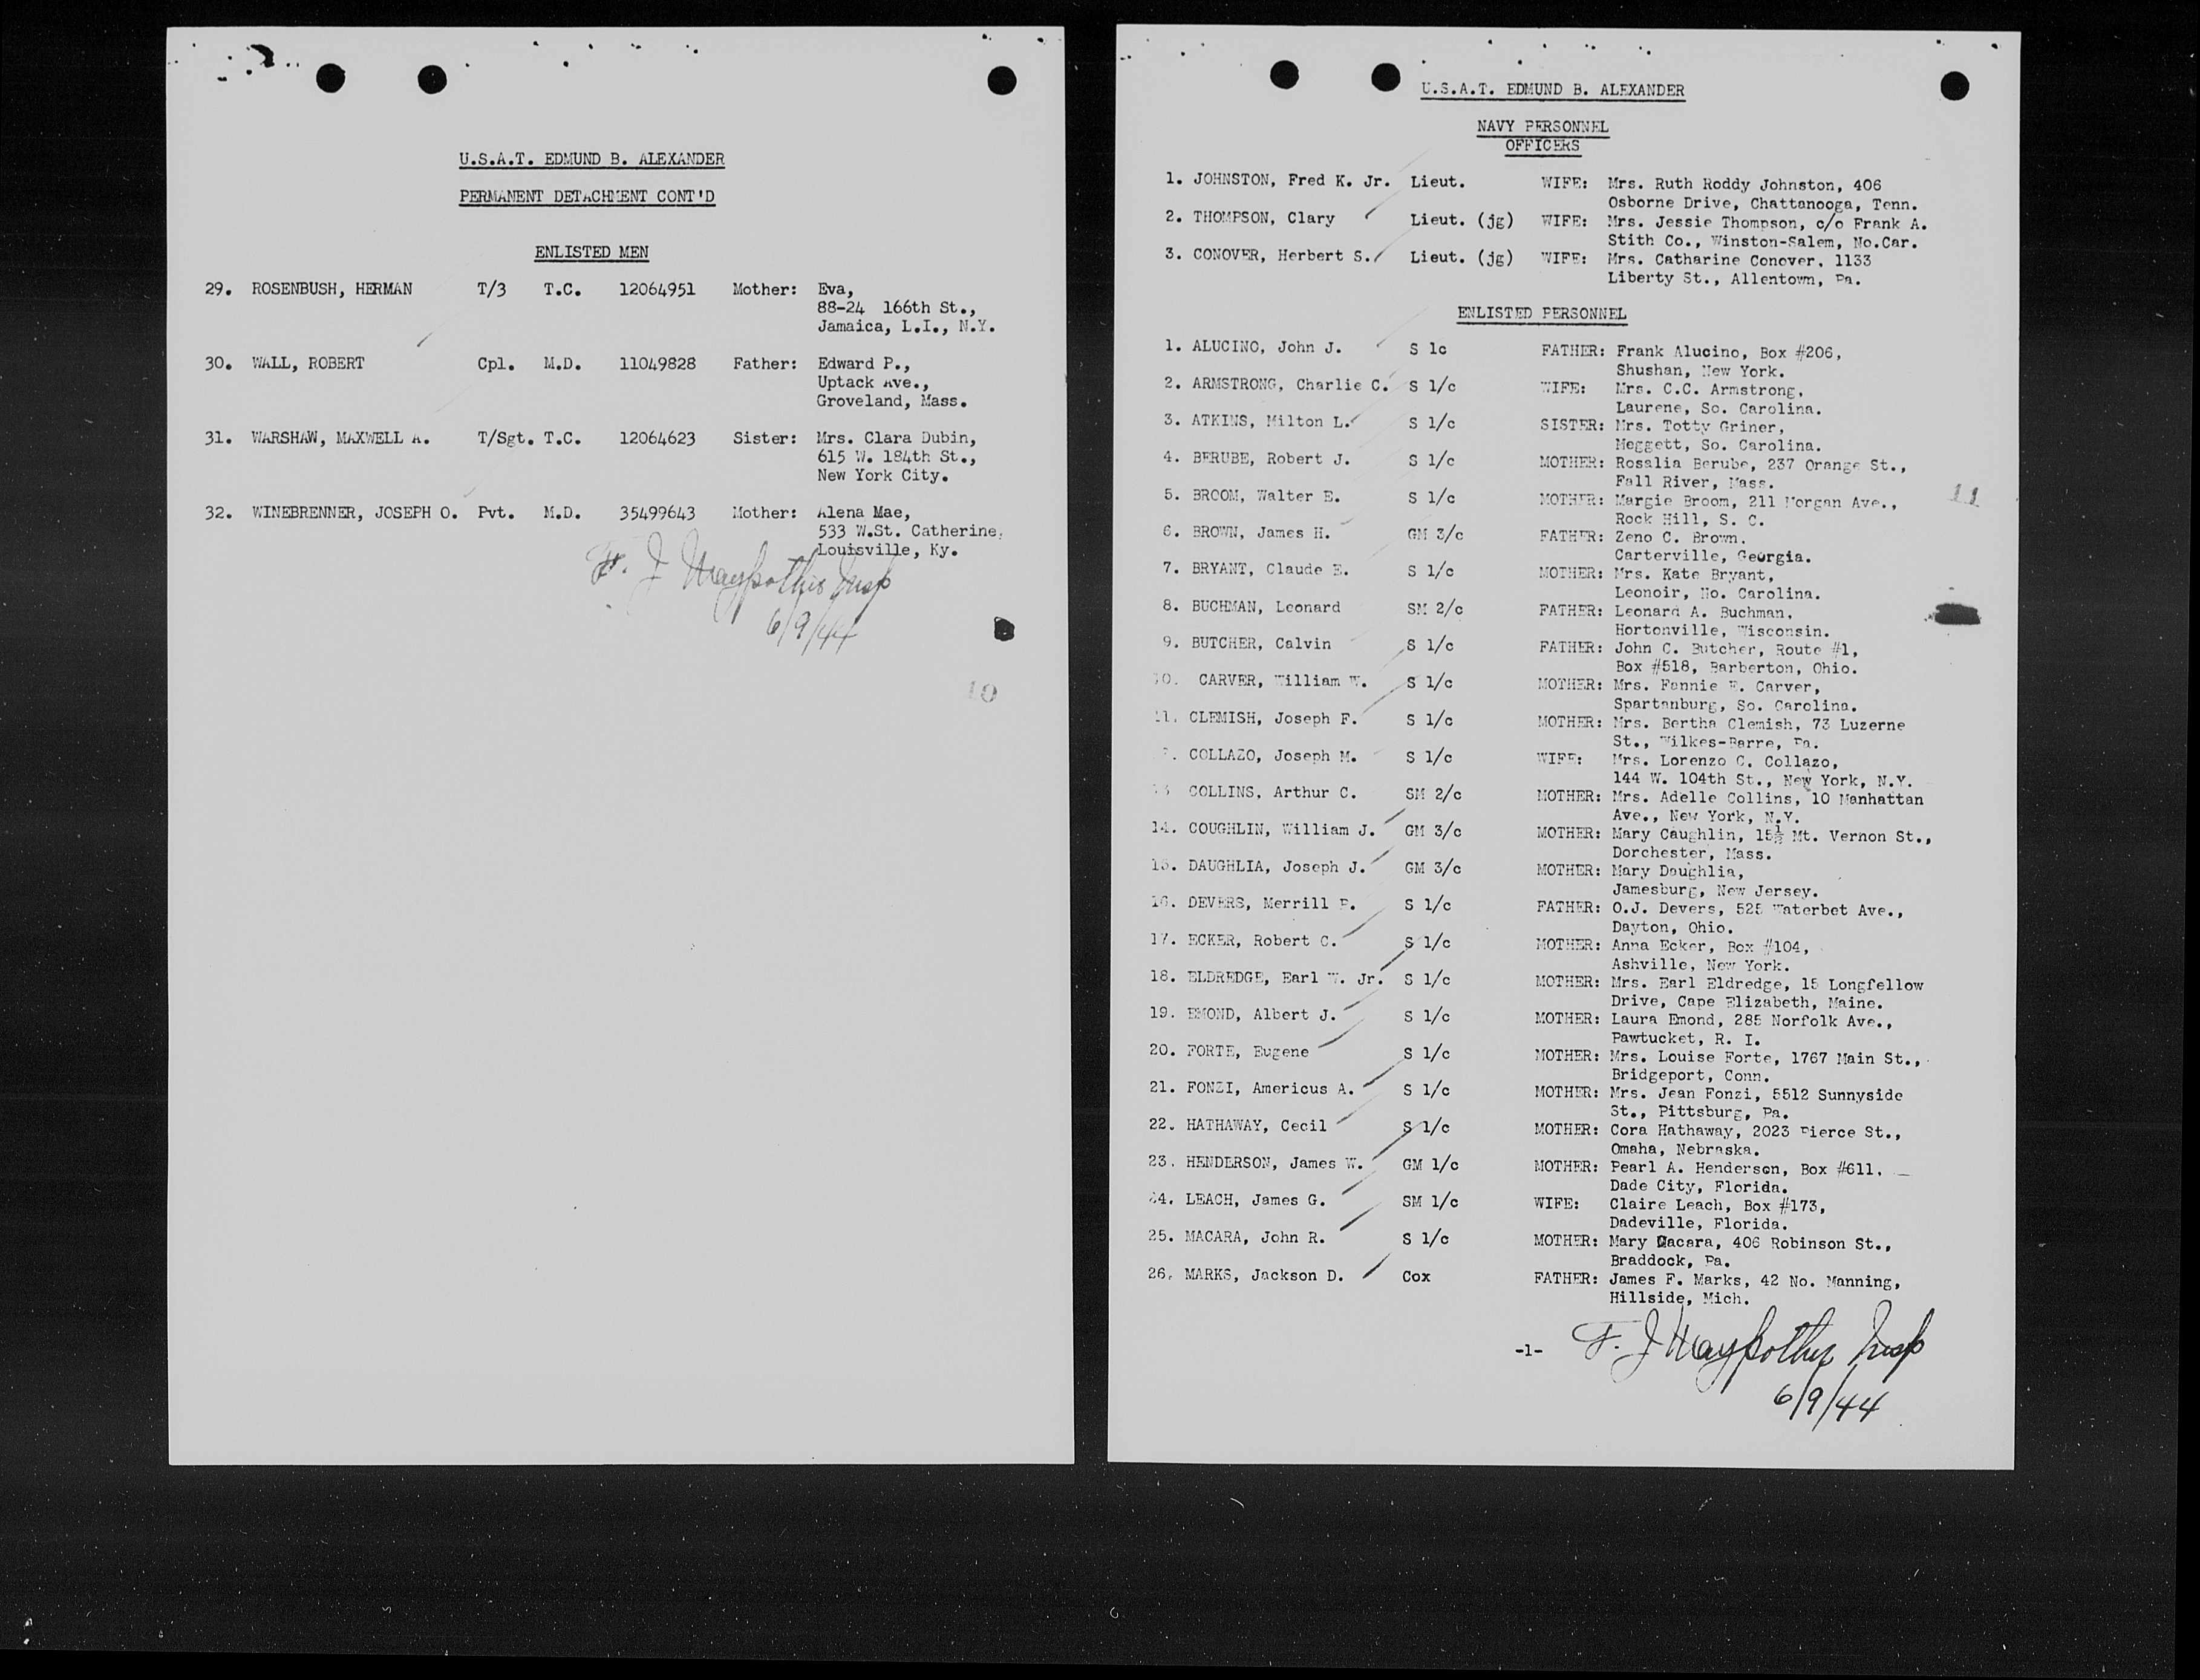 U.S.A.T. EDMUND B. ALEXANDER
PERMANENT DETACHMENT CONT'D
ENLISTED MEN
29. ROSENBUSH, HERMAN T/3 T.C. 12064951 Mother: Eva,
88-24 166th St.,
Jamaica, L.I., N.Y.
30. WALL, ROBERT Cpl. M.D. 11049828 Father: Edward P.,
Uptack Ave.,
Groveland, Mass.
31. WARSHAW, MAXWELL A. T/Sgt. T.C. 12064623 Sister: Mrs. Clara Dubin,
615 W. 184th St.,
New York City.
32. WINEBRENNER, JOSEPH O. Pvt. M.D. 35499643 Mother: Alena Mae,
533 W.St. Catherine,
Louisville, Ky.
F. J Insp
6/9/44
10
U.S.A.T. EDMUND B. ALEXANDER
NAVY PERSONNEL
OFFICERS
1. JOHNSTON, Fred K. Jr. Lieut. WIFE: Mrs. Ruth Roddy Johnston, 406
Osborne Drive, Chattanooga, Tenn.
2. THOMPSON, Clary Lieut. (jg) WIFE: Mrs. Jessie Thompson, c/o Frank A.
Stith Co., Winston-Salem, No.Car.
3. CONOVER, Herbert S. Lieut. (jg) WIFE: Mrs. Catharine Conover, 1133
Liberty St., Allentown, Pa.
ENLISTED PERSONNEL
1. ALUCINO, John J. S 1c FATHER: Frank Alucino, Box #206,
Shushan, New York.
2. ARMSTRONG, Charlie C. S 1/c WIFE: Mrs. C.C. Armstrong,
Laurene, So. Carolina.
3. ATKINS, Milton L. S 1/c SISTER: Mrs. Totty Griner,
Meggett, So. Carolina.
4. BERUBE, Robert J. S 1/c MOTHER: Rosalia Berube, 237 Orange St.,
Fall River, Mass.
5. BROOM, Walter E. S 1/c MOTHER: Margie Broom, 211 Morgan Ave.,
Rock Hill, S. C.
6. BROWN, James H. GM 3/c FATHER: Zeno C. Brown.
Carterville, Georgia.
7. BRYANT, Claude E. S 1/c MOTHER: Mrs. Kate Bryant,
Leonoir, No. Carolina.
8. BUCHMAN, Leonard SM 2/c FATHER: Leonard A. Buchman,
Hortonville, Wisconsin.
9. BUTCHER, Calvin S 1/c FATHER: John C. Butcher, Route #1,
Box #518, Barberton, Ohio.
10. CARVER, William W. S 1/c MOTHER: Mrs. Fannie E. Carver,
Spartanburg, So. Carolina.
11. CLEMISH, Joseph F. S 1/c MOTHER: Mrs. Bertha Clemish, 73 Luzerne
St., Wilkes-Barre, Pa.
COLLAZO, Joseph M. S 1/c WIFE: Mrs. Lorenzo C. Collazo,
144 W. 104th St., New York, N.Y.
13 COLLINS, Arthur C. SM 2/c MOTHER: Mrs. Adelle Collins, 10 Manhattan
Ave., New York, N.Y.
14. COUGHLIN, William J. GM 3/c MOTHER: Mary Caughlin, 15½ Mt. Vernon St.,
Dorchester, Mass.
15. DAUGHLIA, Joseph J. GM 3/c MOTHER: Mary Daughlia,
Jamesburg, New Jersey.
16. DEVERS, Merrill P. S 1/c FATHER: O.J. Devers, 525 Waterbet Ave.,
Dayton, Ohio.
17. ECKER, Robert C. S 1/c MOTHER: Anna Ecker, Box #104,
Ashville, New York.
18. ELDREDGE, Earl W. Jr. S 1/c MOTHER: Mrs. Earl Eldredge, 15 Longfellow
Drive, Cape Elizabeth, Maine.
19. EMOND, Albert J. S 1/c MOTHER: Laura Emond, 285 Norfolk Ave.,
Pawtucket, R. I.
20. FORTE, Eugene S 1/c MOTHER: Mrs. Louise Forte, 1767 Main St.,
Bridgeport, Conn.
21. FONZI, Americus A. S 1/c MOTHER: Mrs. Jean Fonzi, 5512 Sunnyside
St., Pittsburg, Pa.
22. HATHAWAY, Cecil S 1/c MOTHER: Cora Hathaway, 2023 Pierce St.,
Omaha, Nebraska.
23. HENDERSON, James W. GM 1/c MOTHER: Pearl A. Henderson, Box #611,
Dade City, Florida.
24. LEACH, James G. SM 1/c WIFE: Claire Leach, Box #173,
Dadeville, Florida.
25. MACARA, John R. S 1/c MOTHER: Mary Macara, 406 Robinson St.,
Braddock, Pa.
26. MARKS, Jackson D. Cox FATHER: James F. Marks, 42 No. Manning,
Hillside, Mich.
11
-1-
F. J Insp
6/9/44